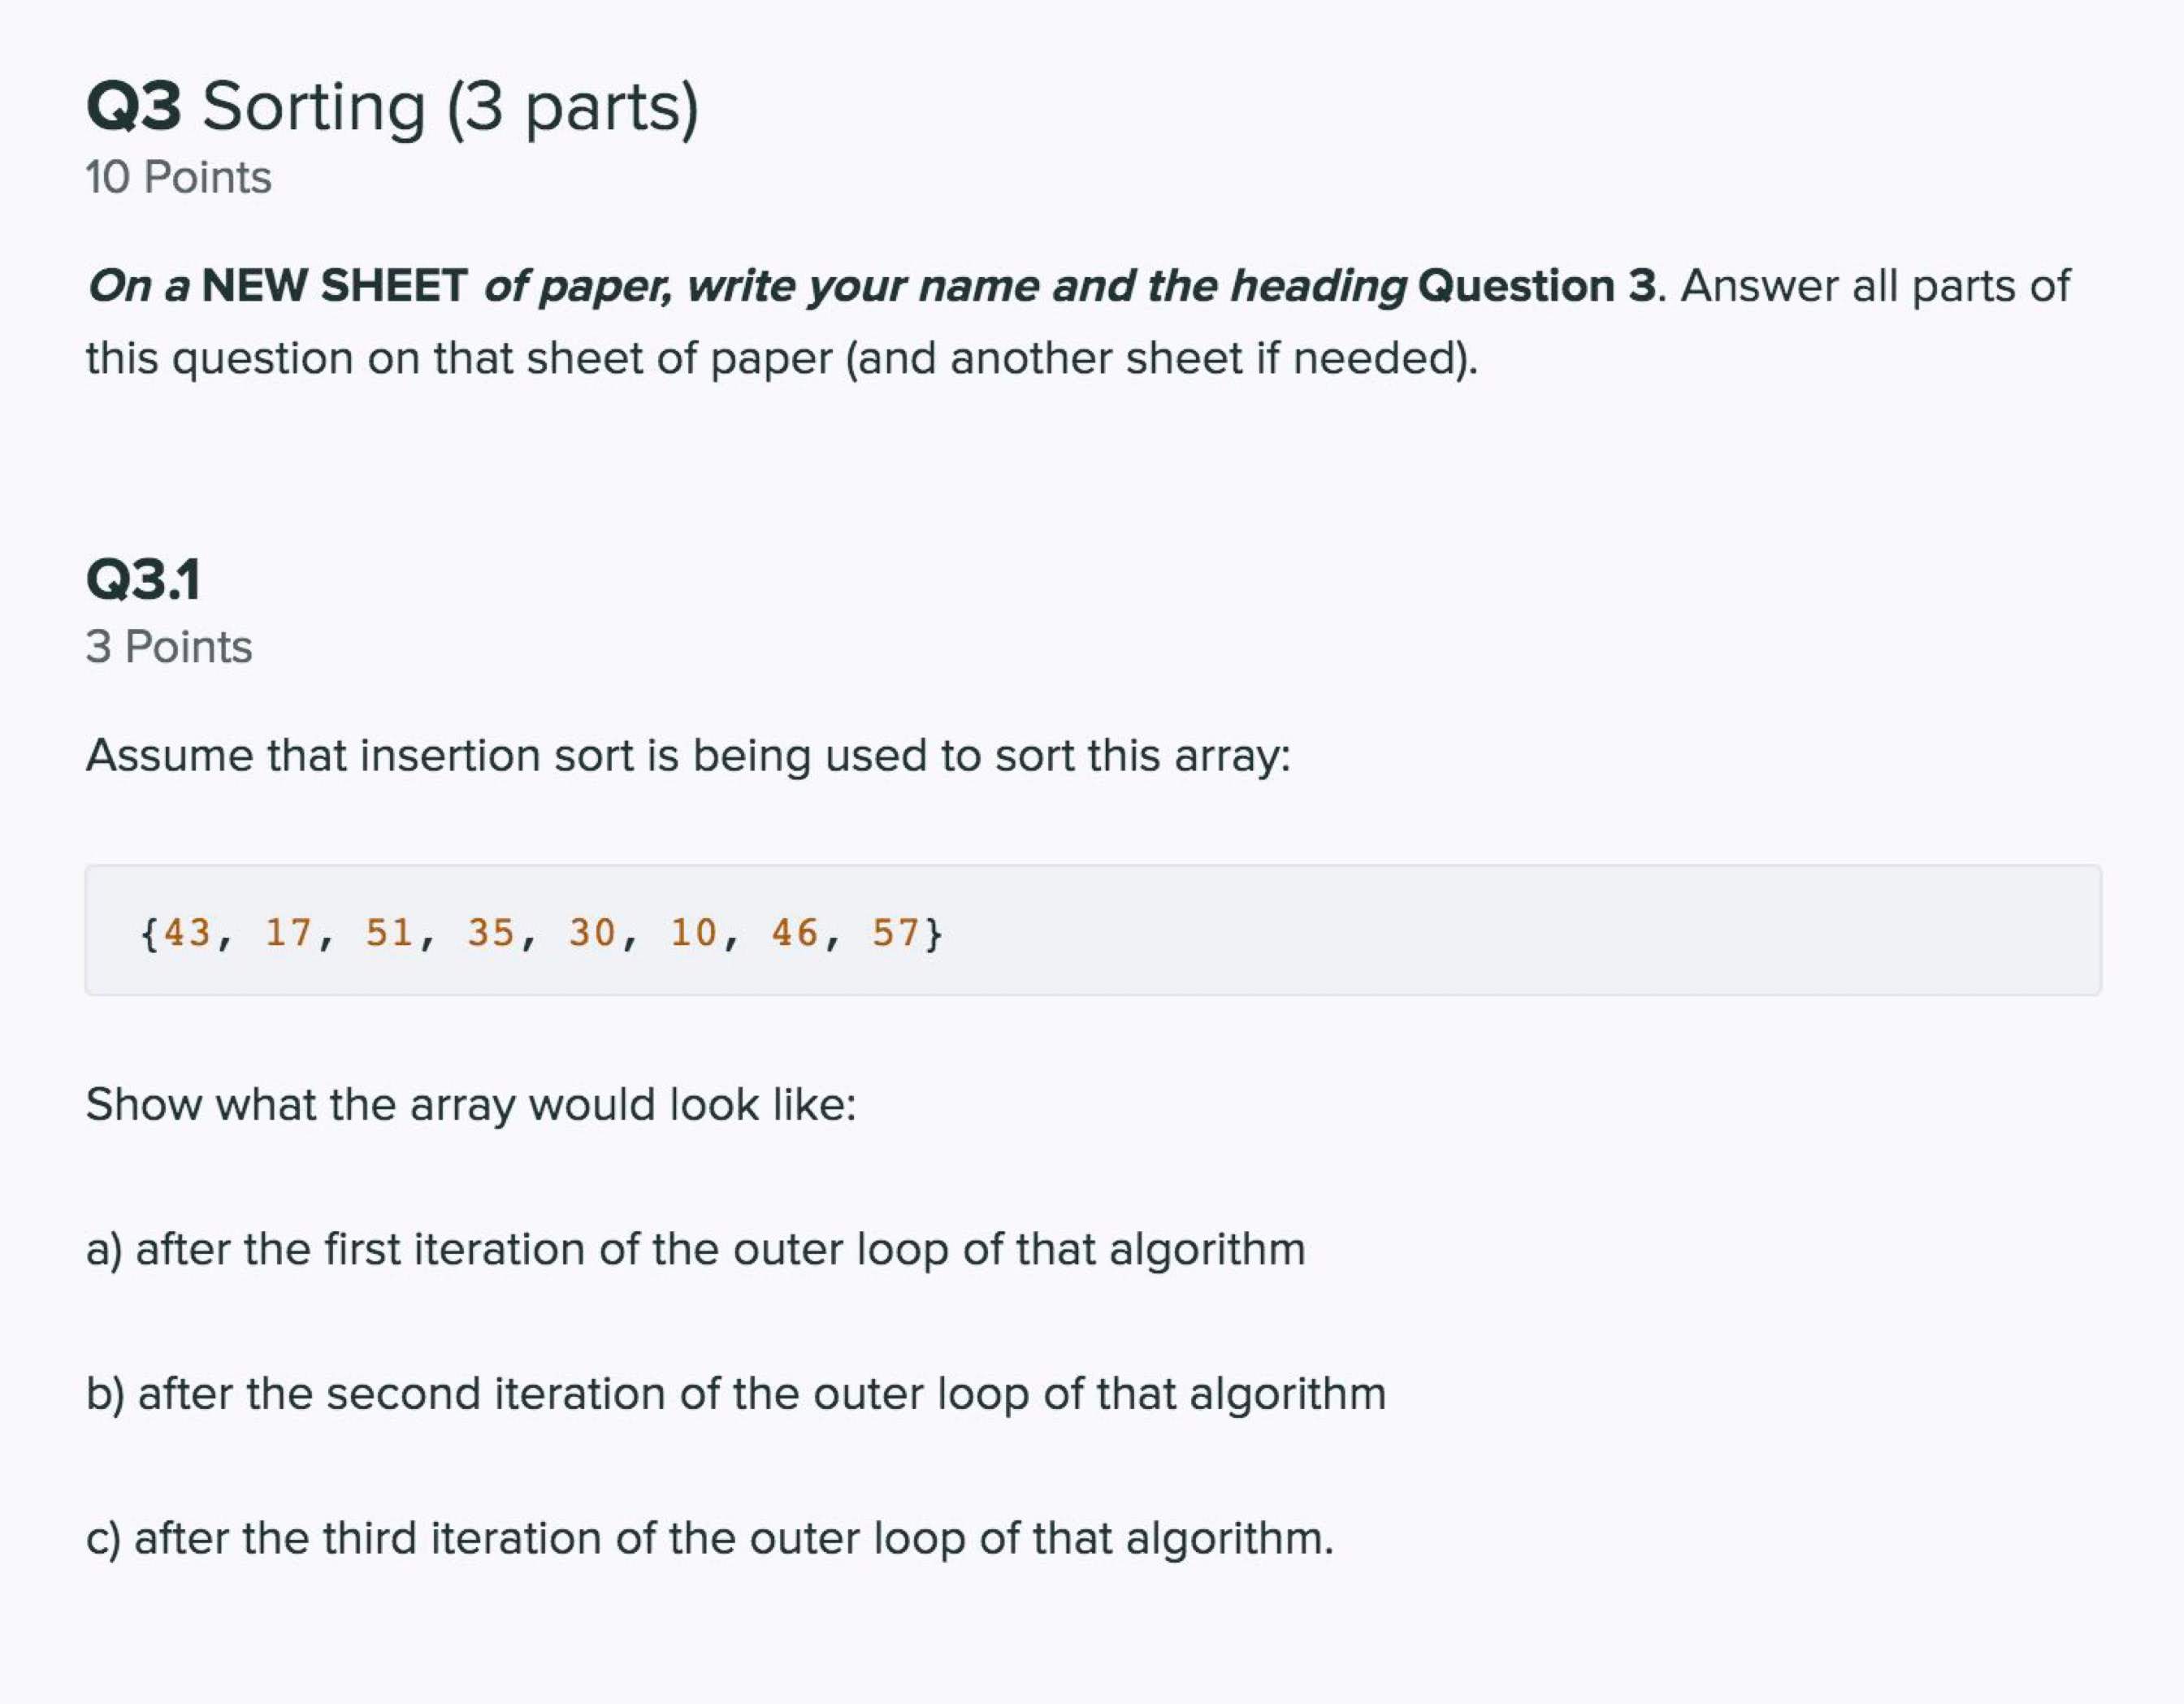 Q3 Sorting (3 parts)
10 Points
On a NEW SHEET of paper, write your name and the heading Question 3. Answer all parts of
this question on that sheet of paper (and another sheet if needed).
Q3.1
3 Points
Assume that insertion sort is being used to sort this array:
{43, 17, 51, 35, 30, 10, 46, 57}
Show what the array would look like:
a) after the first iteration of the outer loop of that algorithm
b) after the second iteration of the outer loop of that algorithm
c) after the third iteration of the outer loop of that algorithm.